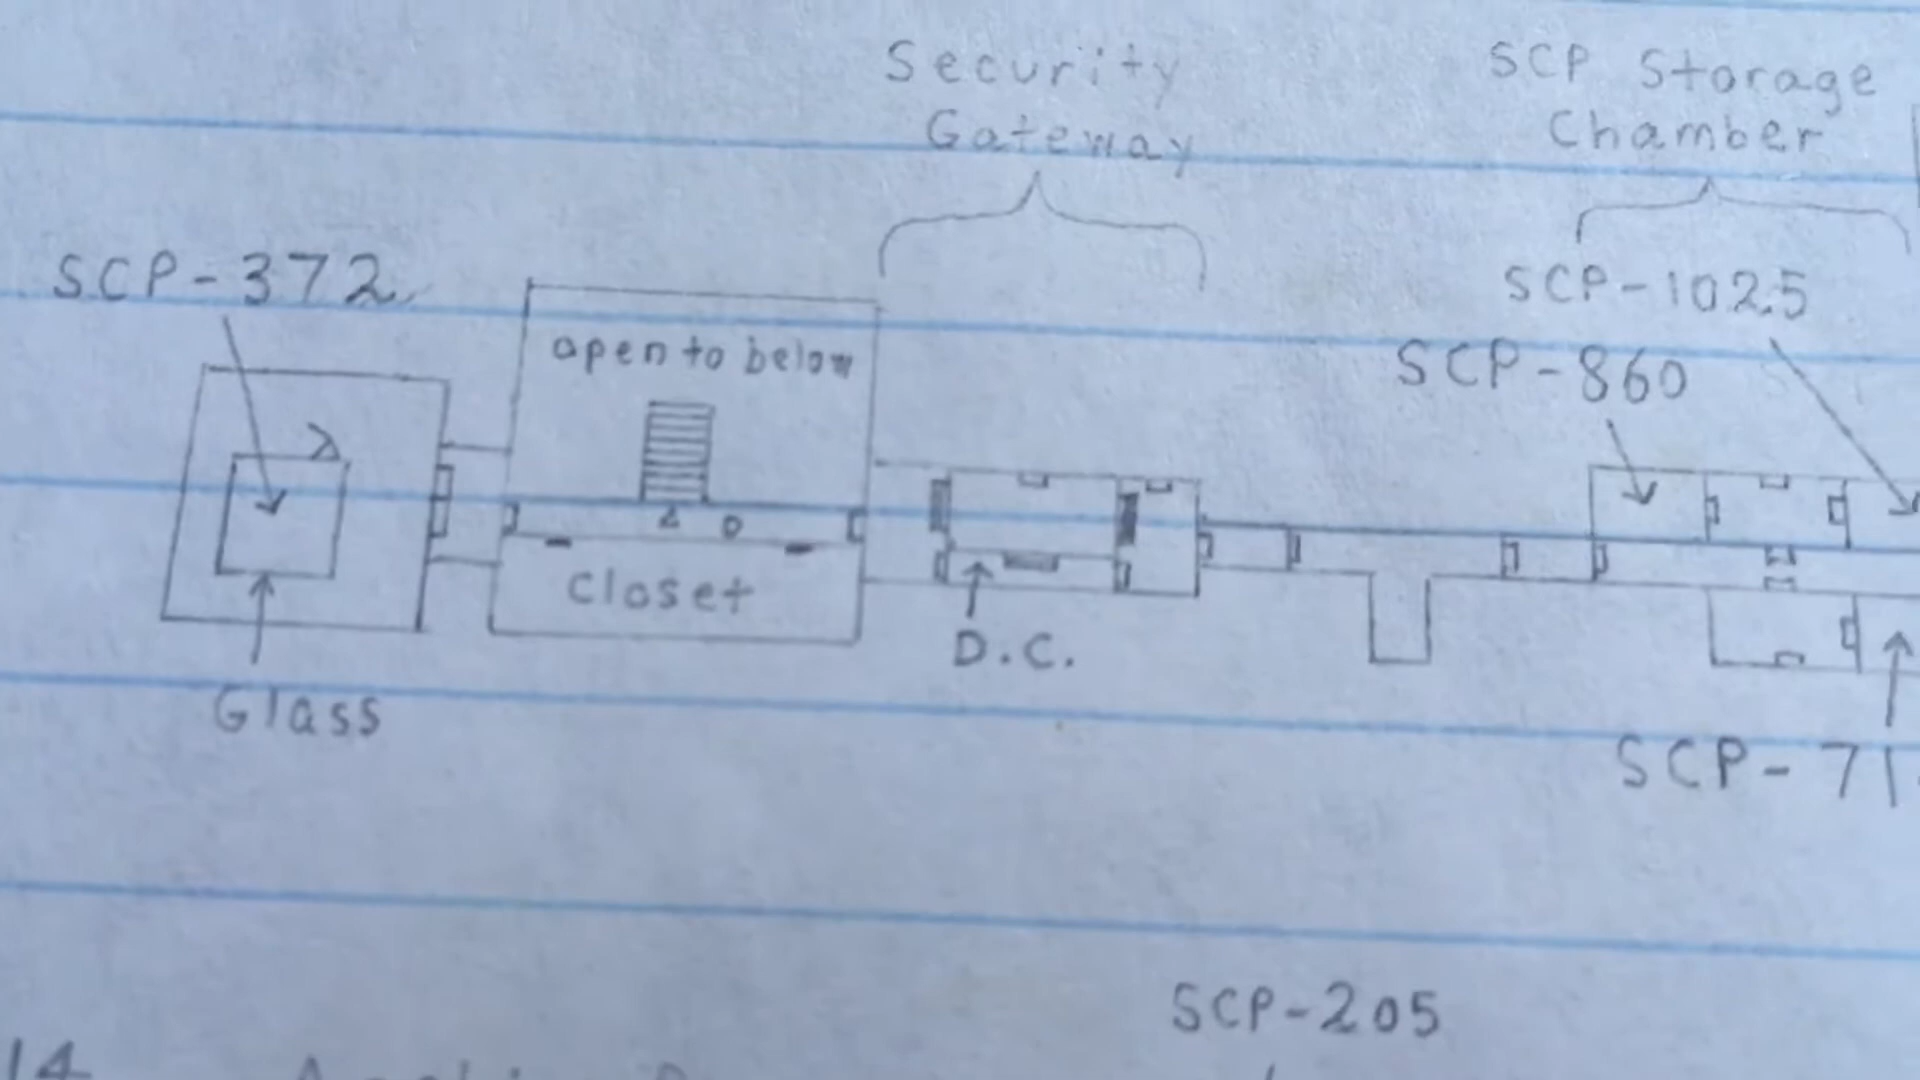 Security
Gateway
SCP Storage
Chamber
SCP-372
SCP-1025
open to below
SCP-860
closet
D.C.
Glass
SCP-71
SCP-205
14